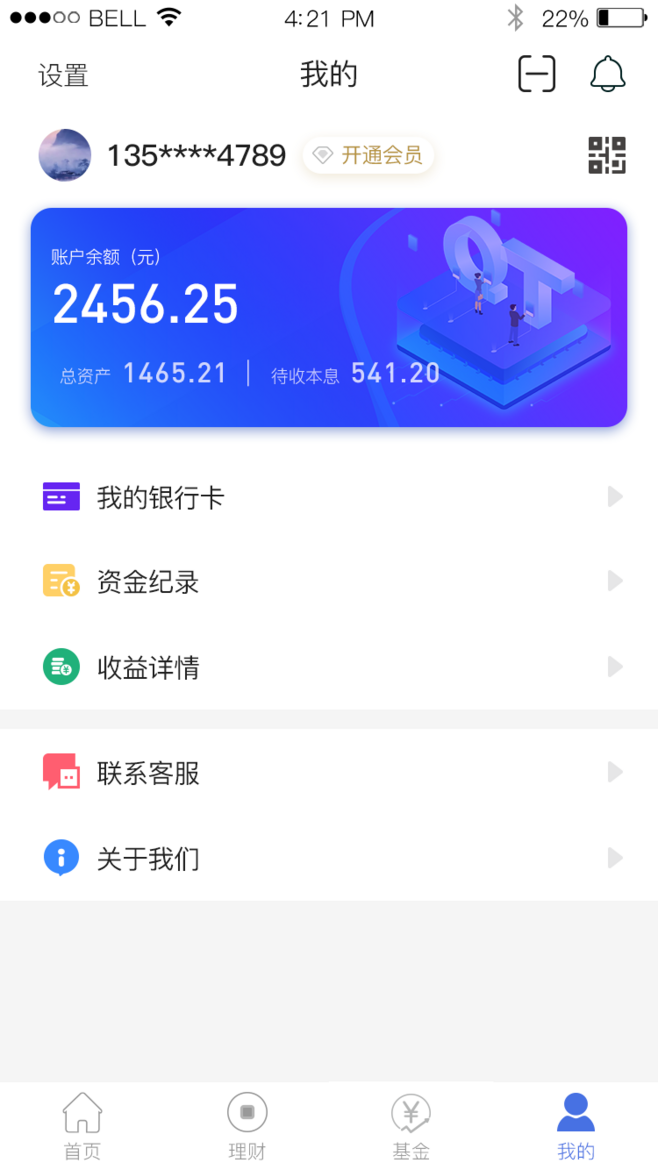 BELL 4:21 PM 22%
设置 我的
135****4789 开通会员
账户余额（元）
2456.25
总资产 1465.21 待收本息 541.20
QT
我的银行卡
资金纪录
收益详情
联系客服
关于我们
首页 理财 基金 我的